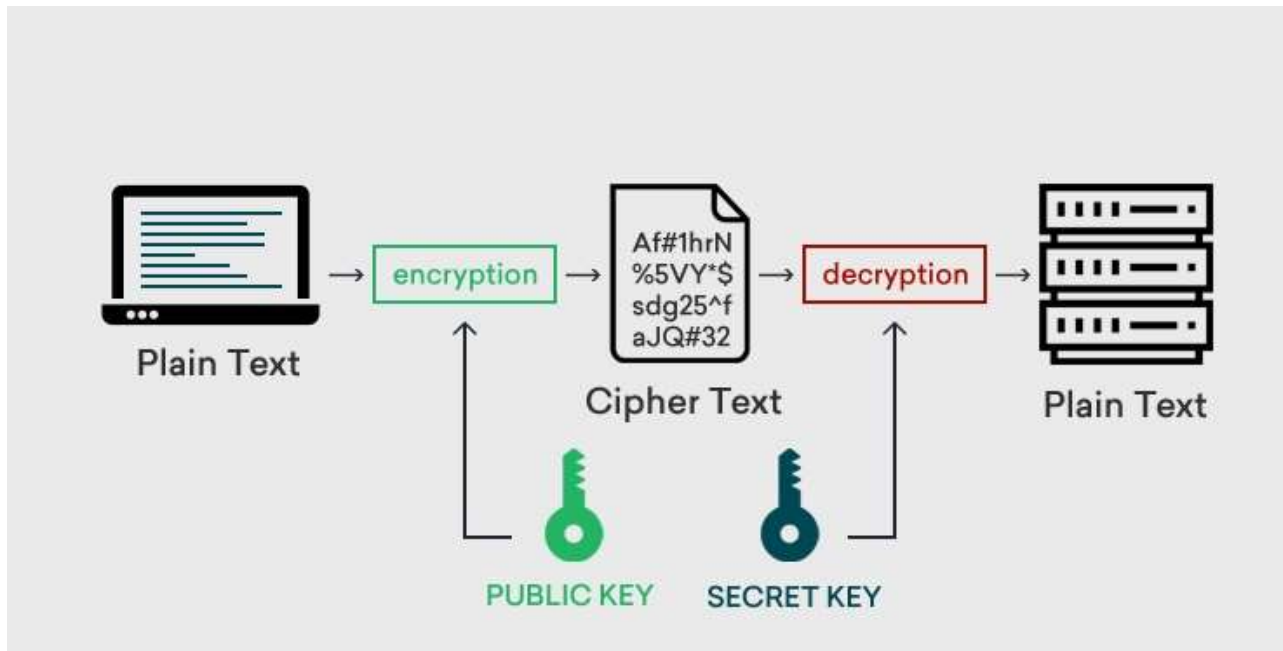 encryption
Af#1hrN
%5VY*$
sdg25^f
aJQ#32
decryption
Plain Text
Cipher Text
Plain Text
PUBLIC KEY
SECRET KEY